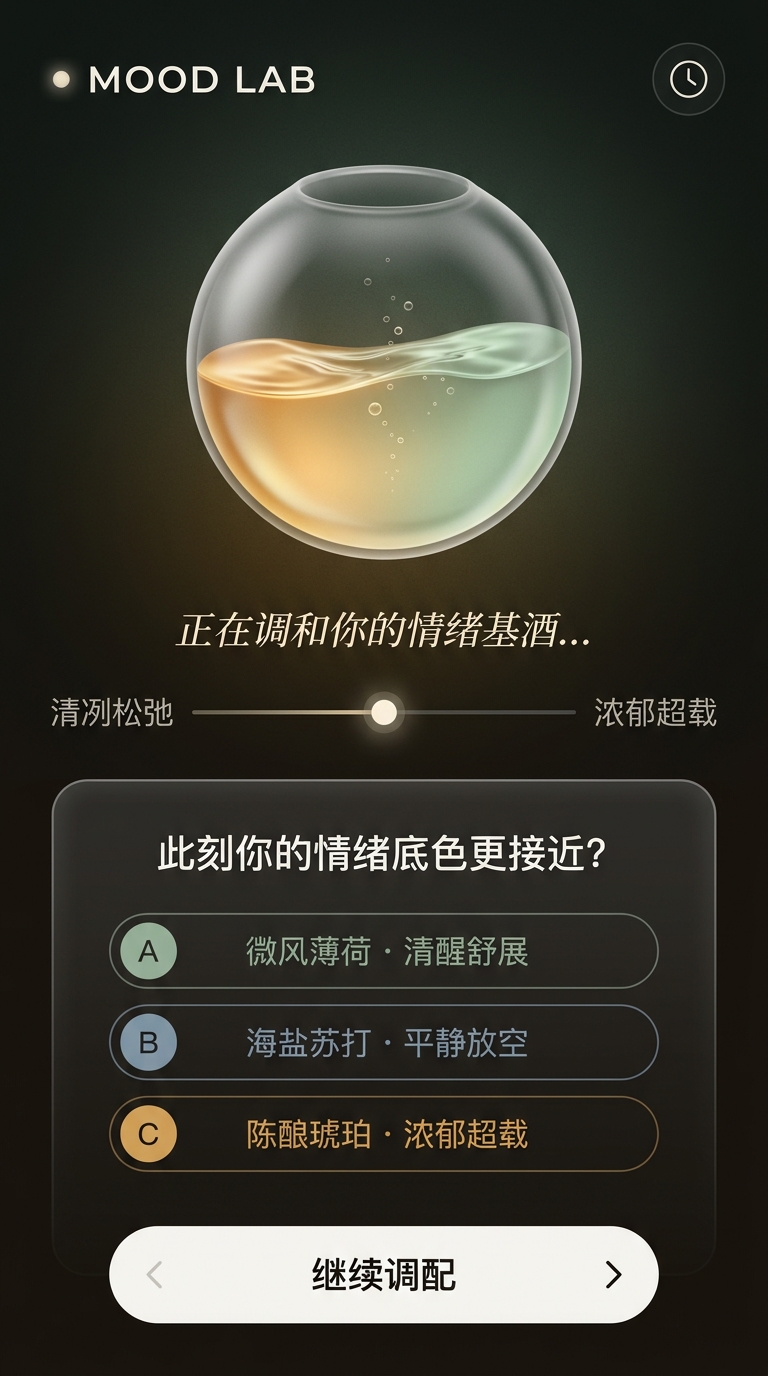 MOOD LAB
正在调和你的情绪基酒...
清冽松弛
浓郁超载
此刻你的情绪底色更接近?
A 微风薄荷 · 清醒舒展
B 海盐苏打 · 平静放空
C 陈酿琥珀 · 浓郁超载
继续调配